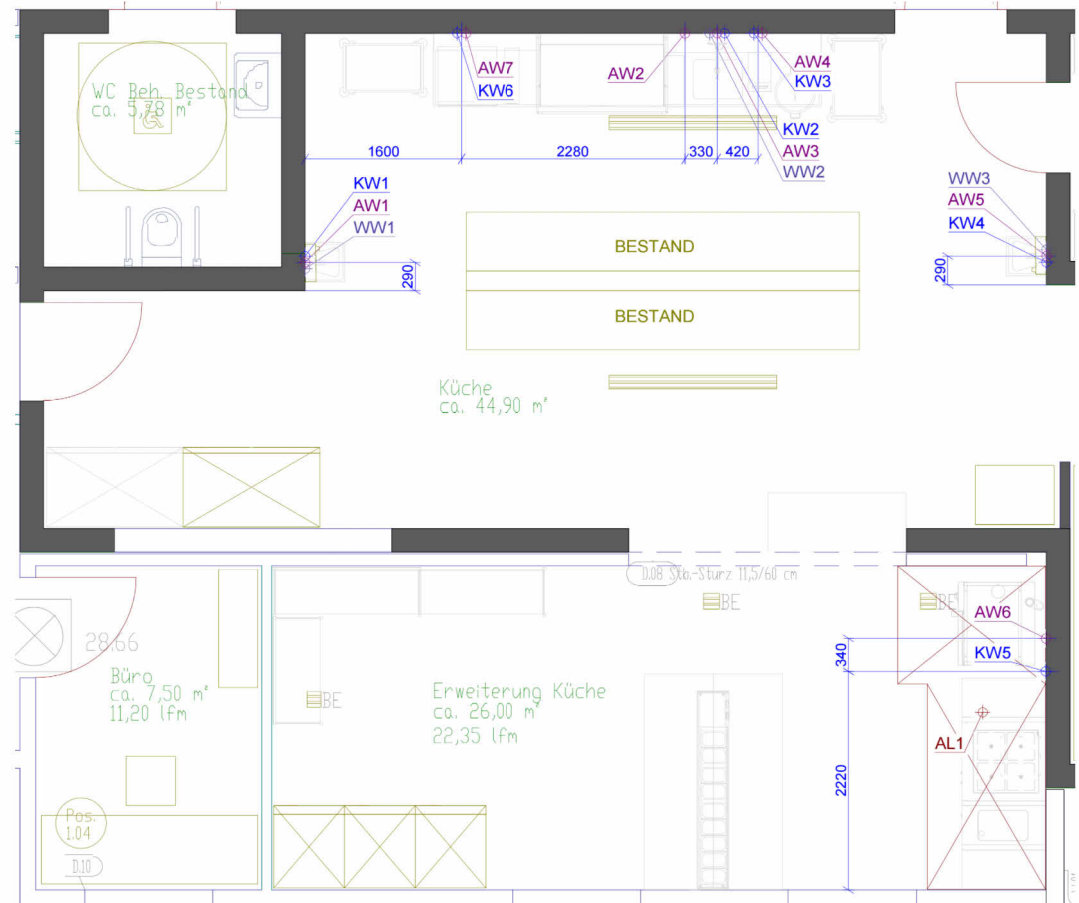 WC Beh. Bestand
ca. 5,78 m²
AW7
KW6
AW2
AW4
KW3
KW2
AW3
WW2
1600
2280
330
420
KW1
AW1
WW1
290
WW3
AW5
KW4
290
BESTAND
BESTAND
Küche
ca. 44,90 m²
D.08 Stb.-Sturz 11,5/60 cm
BE
BE
AW6
KW5
340
28.66
Büro
ca. 7,50 m²
11,20 lfm
BE
Erweiterung Küche
ca. 26,00 m²
22,35 lfm
AL1
2220
Pos.
1.04
D.10